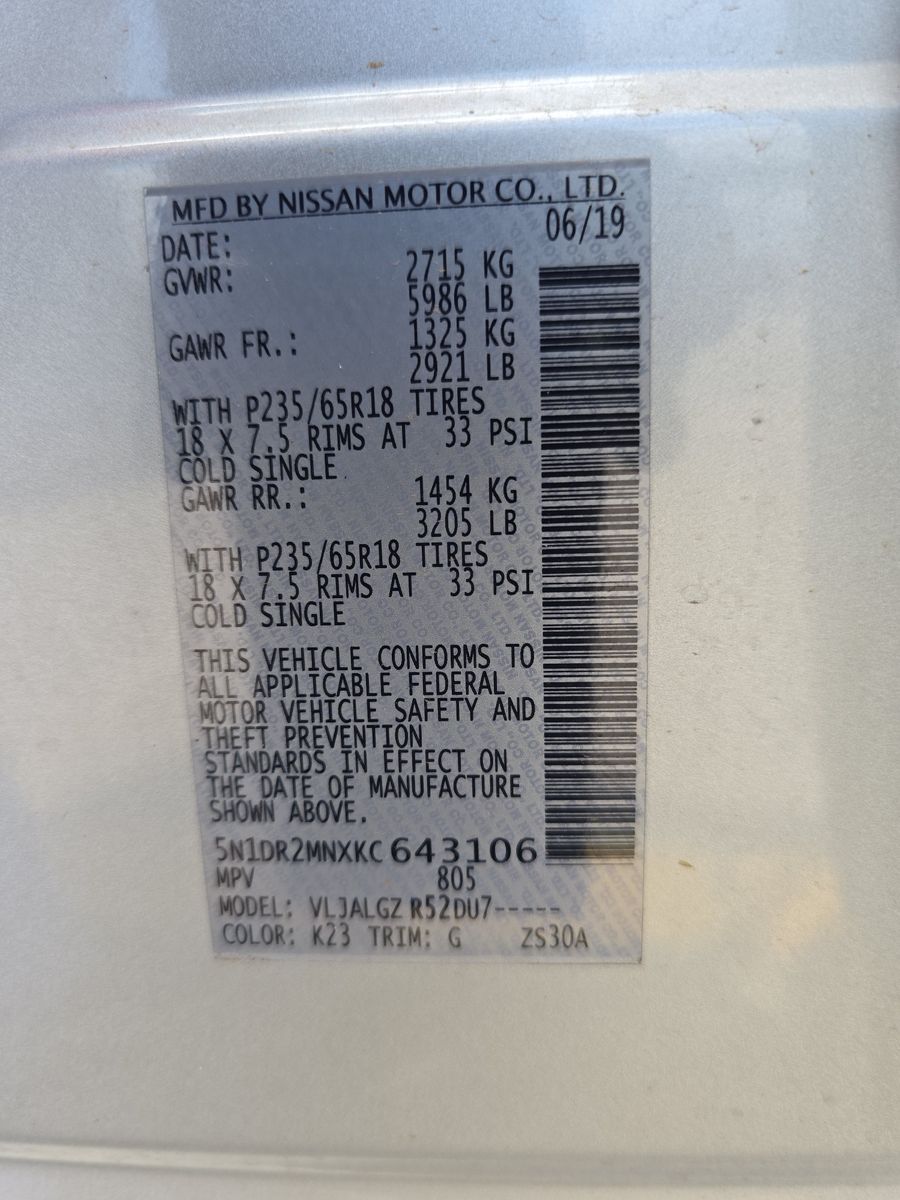 MFD BY NISSAN MOTOR CO., LTD.
DATE: 06/19
GVWR: 2715 KG
5986 LB
GAWR FR.: 1325 KG
2921 LB
WITH P235/65R18 TIRES
18 X 7.5 RIMS AT 33 PSI
COLD SINGLE
GAWR RR.: 1454 KG
3205 LB
WITH P235/65R18 TIRES
18 X 7.5 RIMS AT 33 PSI
COLD SINGLE
THIS VEHICLE CONFORMS TO
ALL APPLICABLE FEDERAL
MOTOR VEHICLE SAFETY AND
THEFT PREVENTION
STANDARDS IN EFFECT ON
THE DATE OF MANUFACTURE
SHOWN ABOVE.
5N1DR2MNXKC643106
MPV 805
MODEL: VLJALGZ R52DU7-----
COLOR: K23 TRIM: G ZS30A